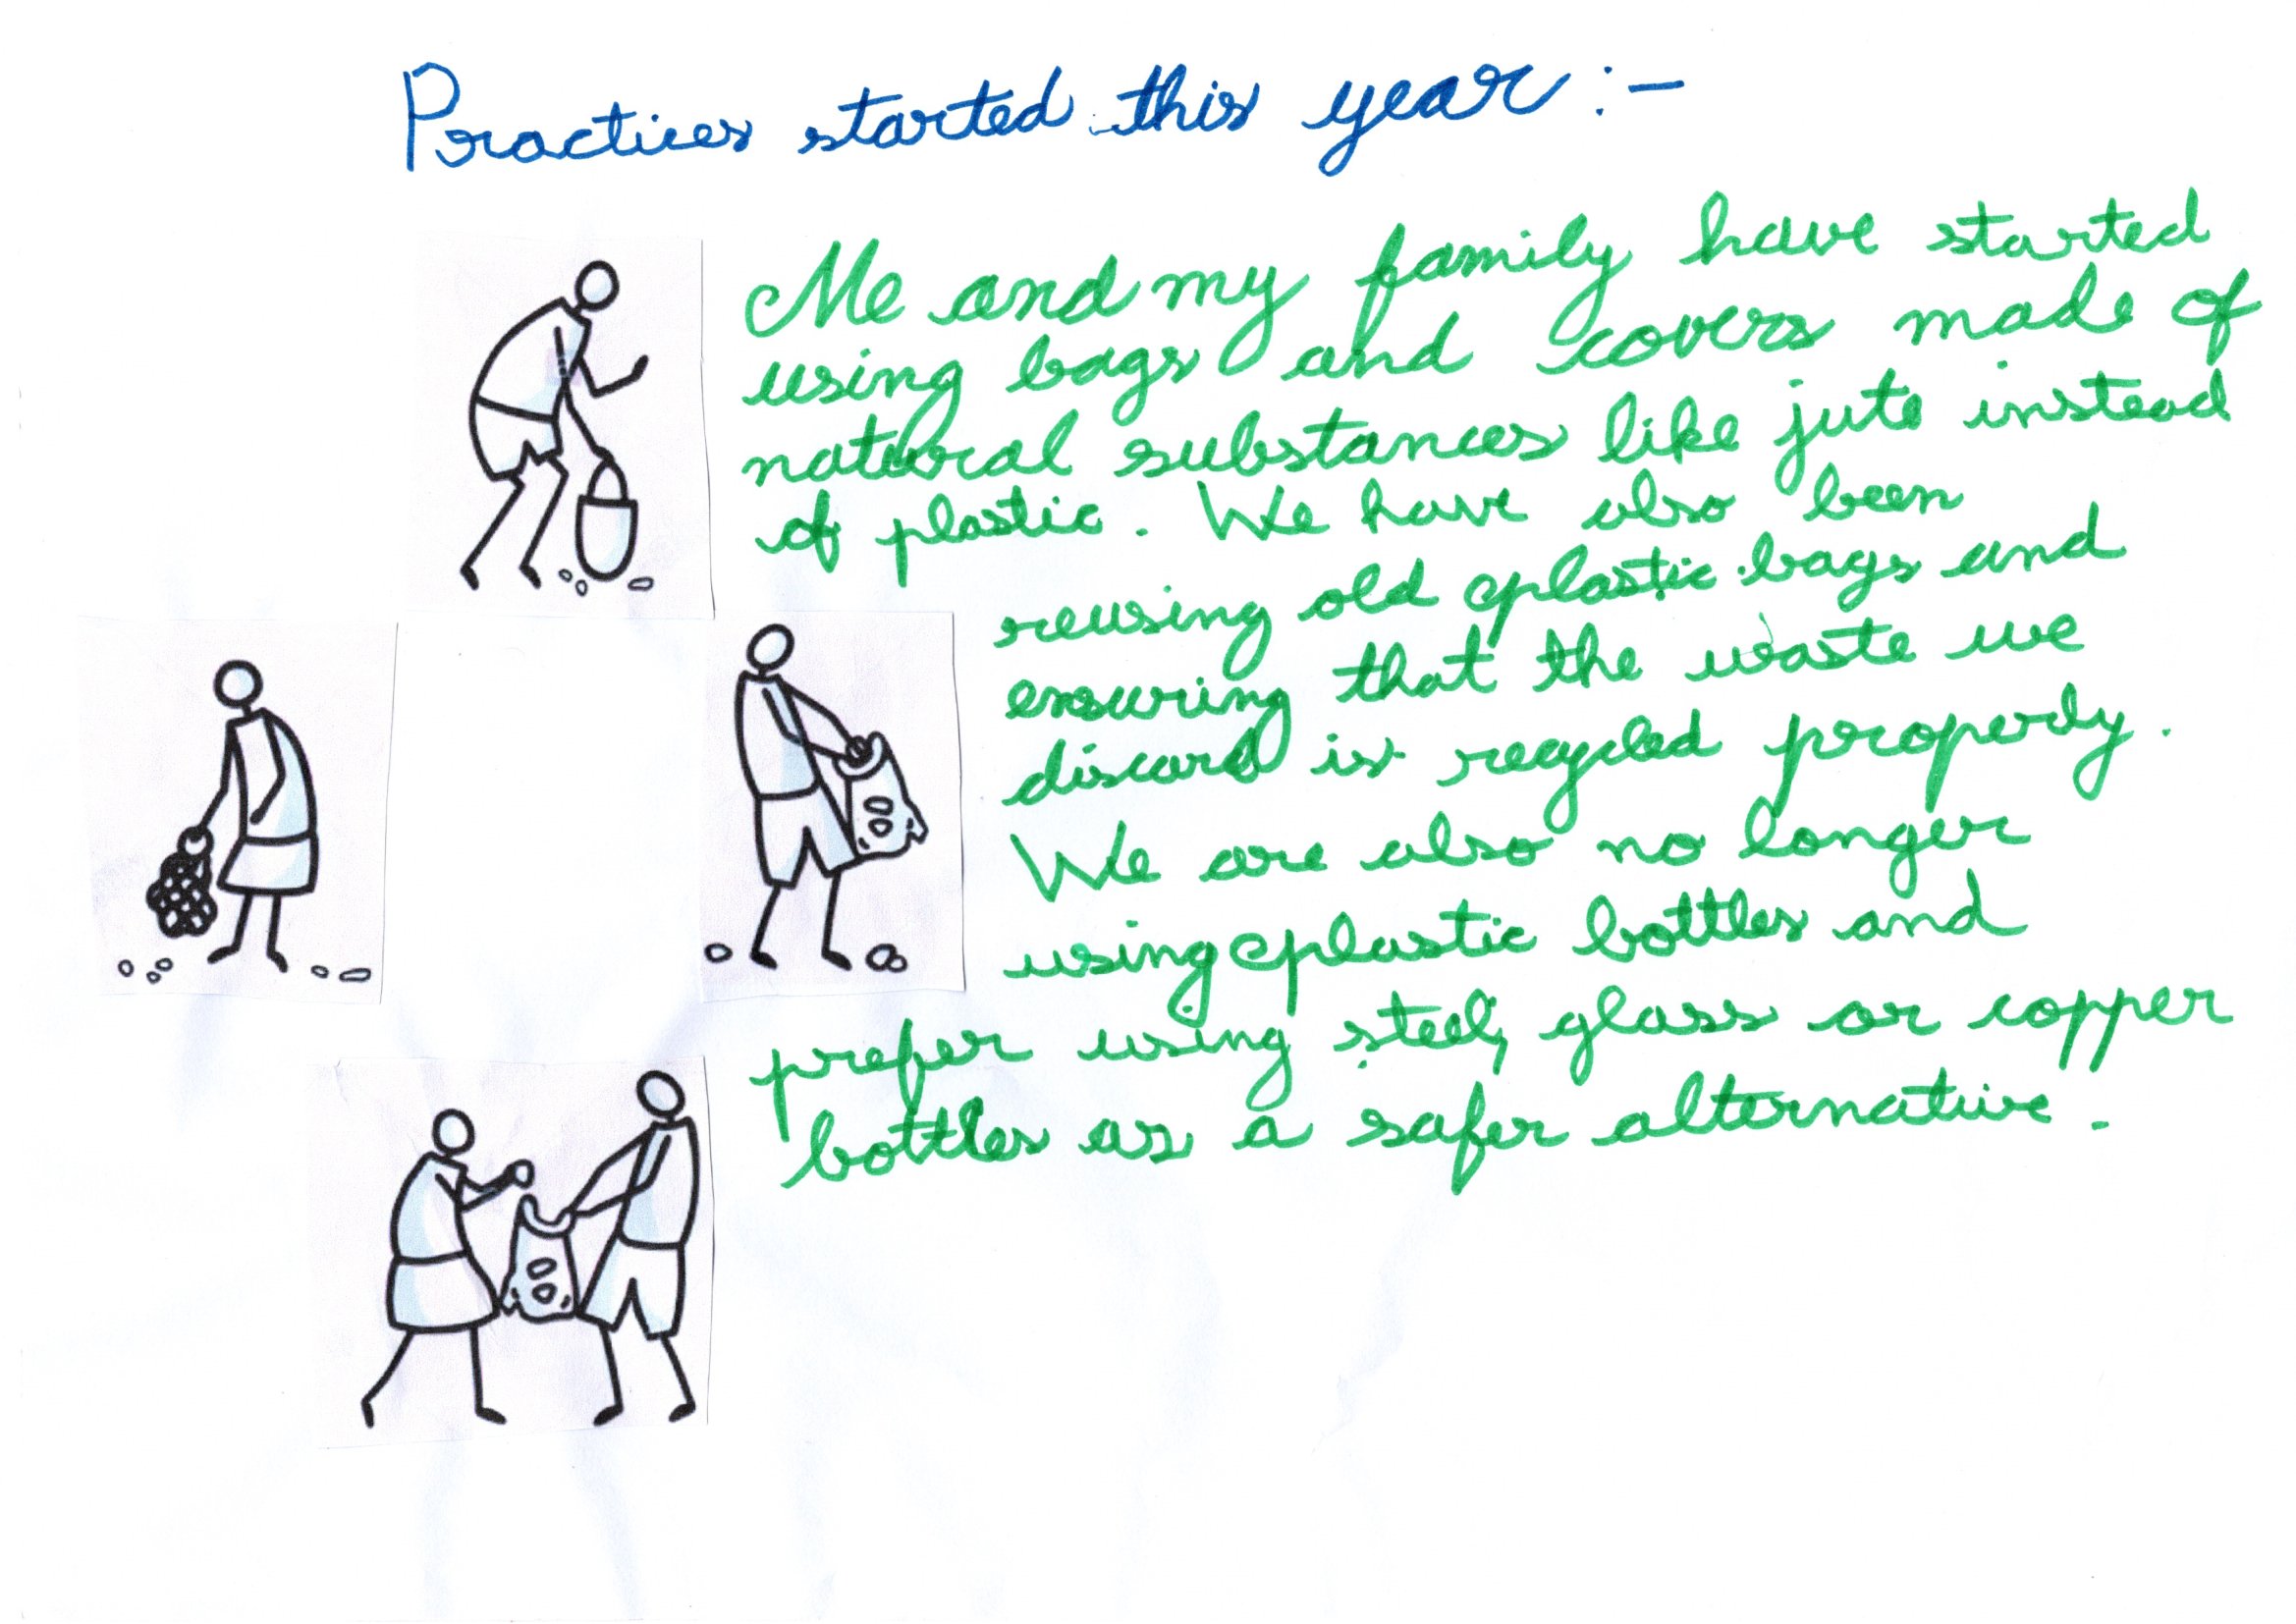 Practices started this year :-
Me and my family have started
using bags and covers made of
natural substances like jute instead
of plastic. We have also been
reusing old plastic bags and
ensuring that the waste we
discard is recycled properly.
We are also no longer
using plastic bottles and
prefer using steel, glass or copper
bottles as a safer alternative.